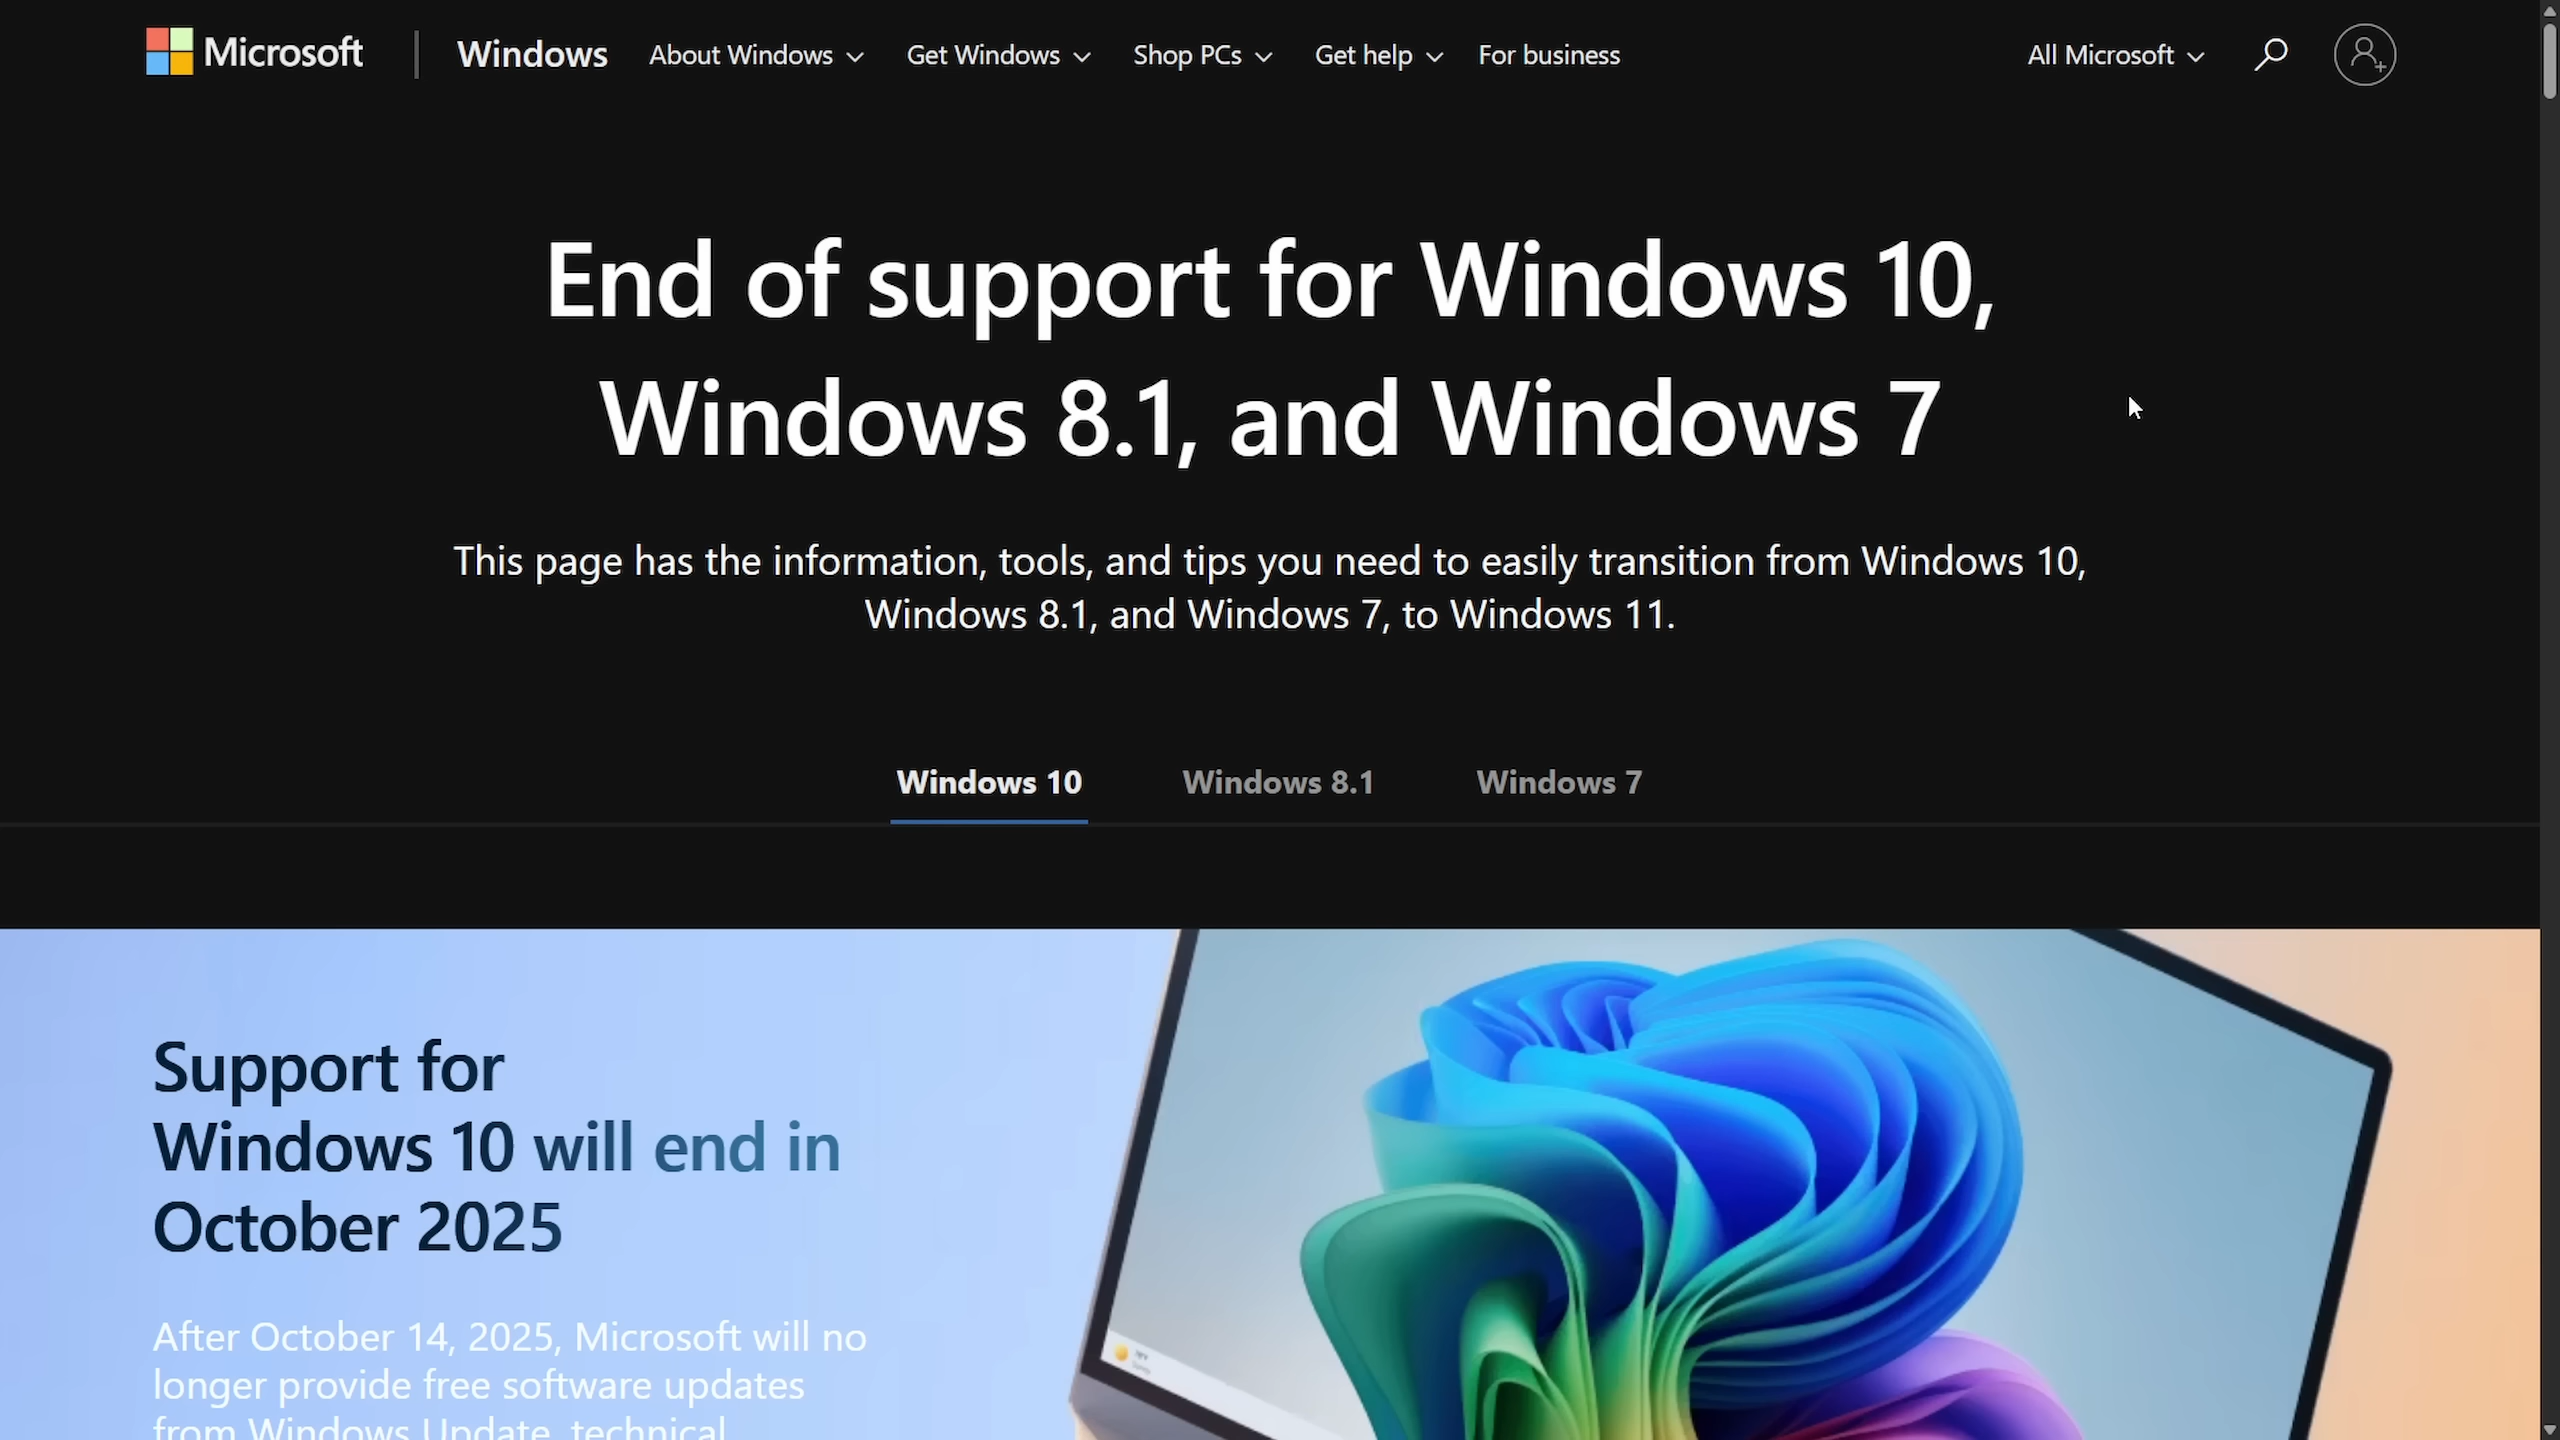 Microsoft
Windows
About Windows
Get Windows
Shop PCs
Get help
For business
All Microsoft
End of support for Windows 10,
Windows 8.1, and Windows 7
This page has the information, tools, and tips you need to easily transition from Windows 10,
Windows 8.1, and Windows 7, to Windows 11.
Windows 10
Windows 8.1
Windows 7
Support for
Windows 10 will end in
October 2025
After October 14, 2025, Microsoft will no
longer provide free software updates
from Windows Update, technical